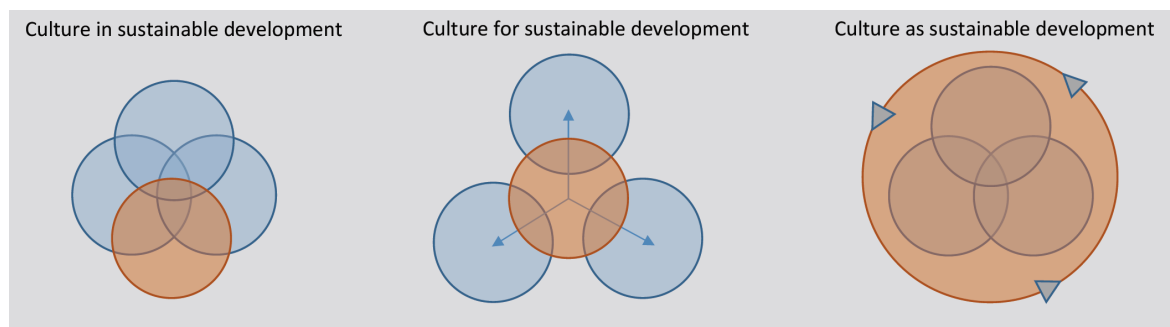 Culture in sustainable development
Culture for sustainable development
Culture as sustainable development